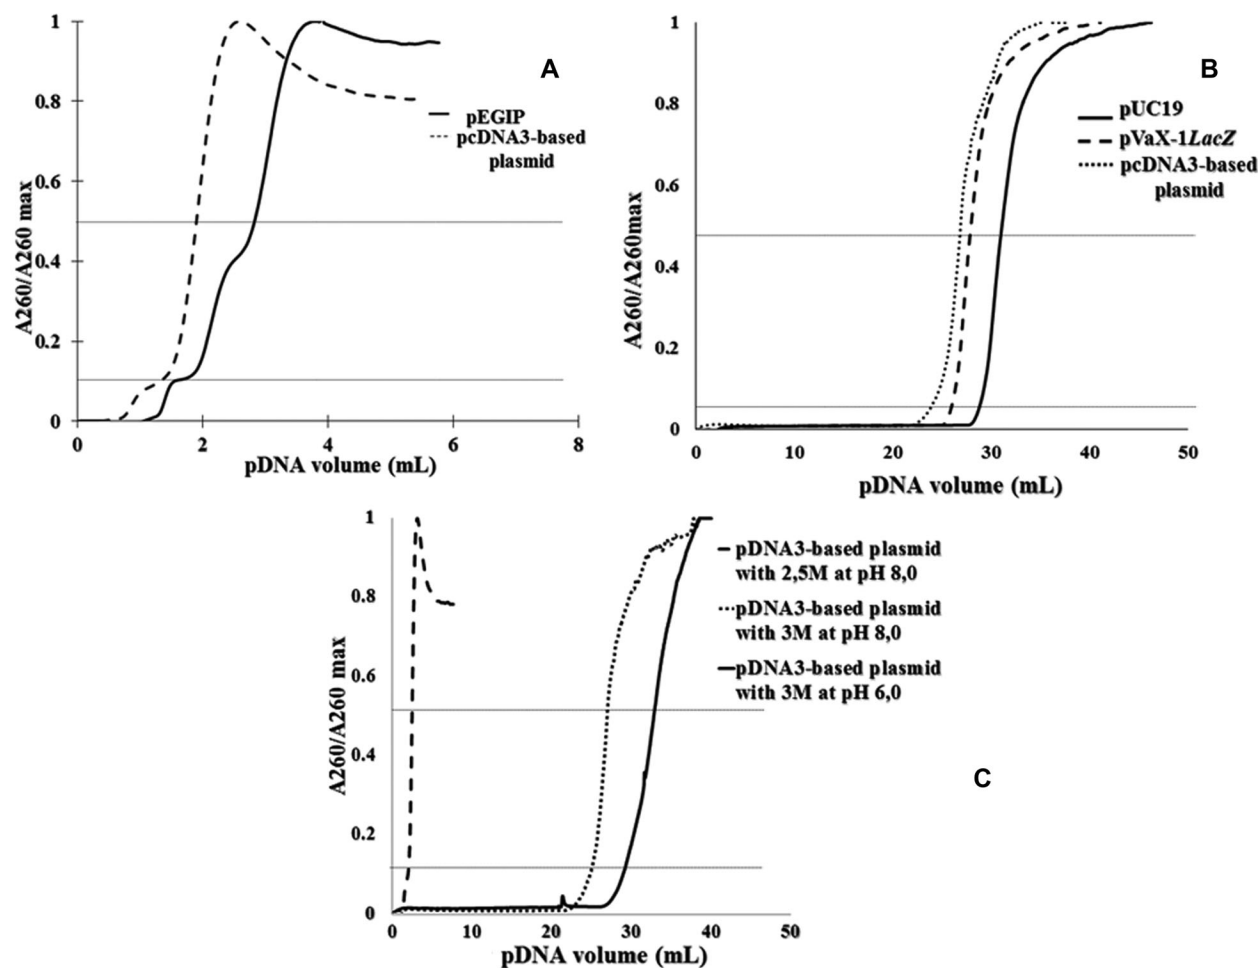 1
0.8
0.6
0.4
0.2
0
A260/A260 max
0
2
4
6
8
pDNA volume (mL)
A
pEGIP
pcDNA3-based
plasmid
1
0.8
0.6
0.4
0.2
0
A260/A260max
0
10
20
30
40
50
pDNA volume (mL)
B
pUC19
pVaX-1LacZ
pcDNA3-based
plasmid
1
0.8
0.6
0.4
0.2
0
A260/A260 max
0
10
20
30
40
50
pDNA volume (mL)
pDNA3-based plasmid
with 2,5M at pH 8,0
pDNA3-based plasmid
with 3M at pH 8,0
pDNA3-based plasmid
with 3M at pH 6,0
C